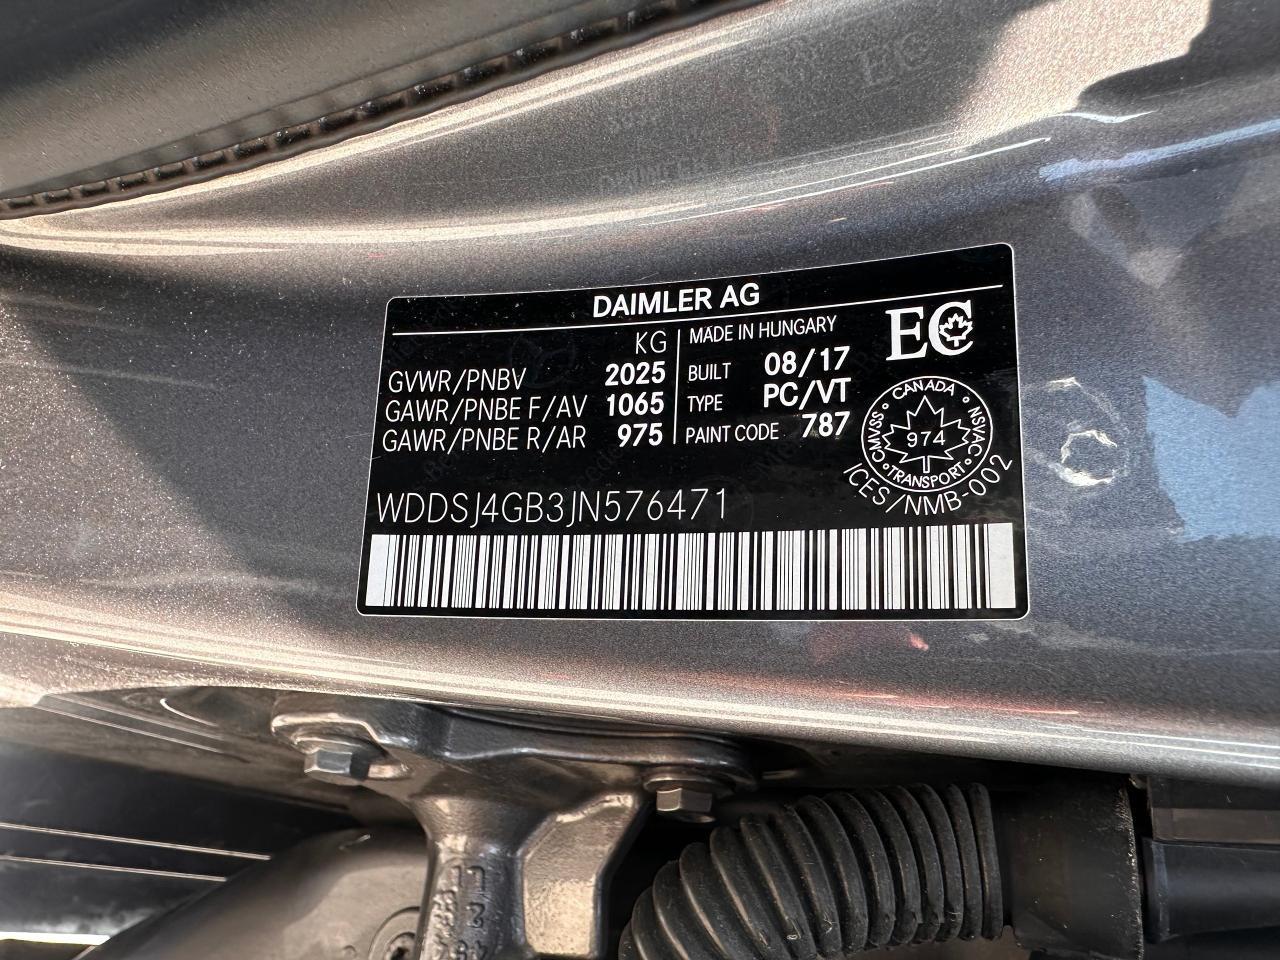 DAIMLER AG
KG
GVWR/PNBV 2025
GAWR/PNBE F/AV 1065
GAWR/PNBE R/AR 975
MADE IN HUNGARY
BUILT 08/17
TYPE PC/VT
PAINT CODE 787
EC
CANADA
CMVSS NSVAC
974
TRANSPORT
ICES/NMB-002
WDDSJ4GB3JN576471